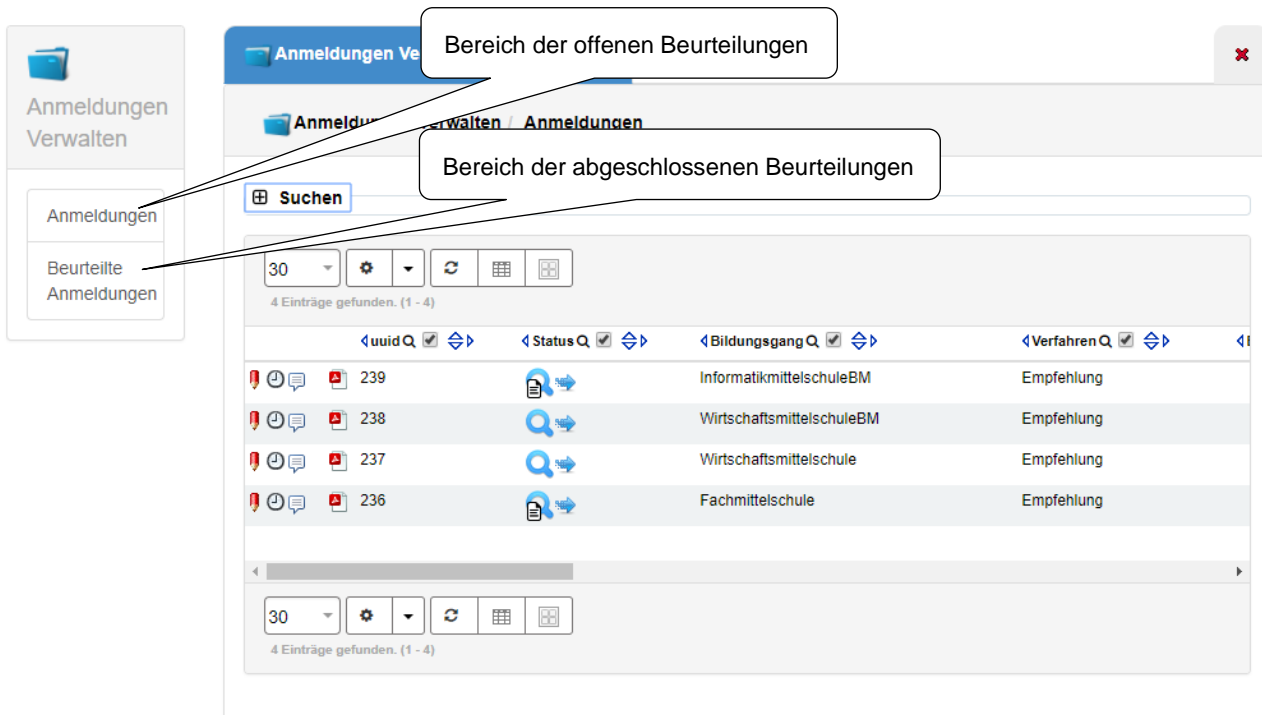 Anmeldungen
Verwalten
Anmeldungen
Beurteilte
Anmeldungen
Anmeldungen Ve
Bereich der offenen Beurteilungen
Anmeldungen Verwalten / Anmeldungen
Bereich der abgeschlossenen Beurteilungen
Suchen
30
4 Einträge gefunden. (1 - 4)
uuid Status Bildungsgang Verfahren
239 InformatikmittelschuleBM Empfehlung
238 WirtschaftsmittelschuleBM Empfehlung
237 Wirtschaftsmittelschule Empfehlung
236 Fachmittelschule Empfehlung
30
4 Einträge gefunden. (1 - 4)